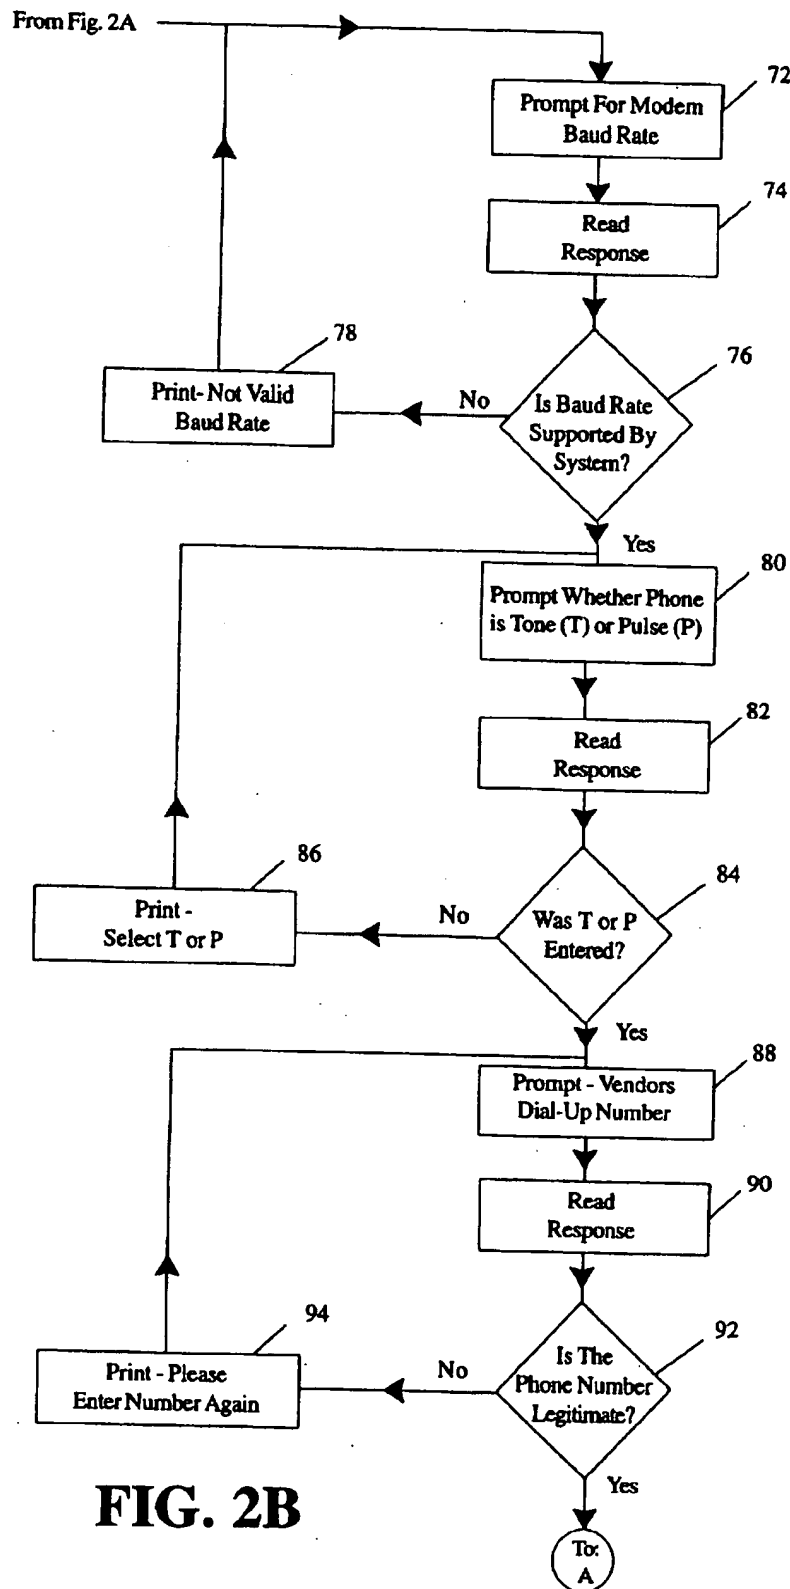 From Fig. 2A
72
Prompt For Modem
Baud Rate
74
Read
Response
78
Print- Not Valid
Baud Rate
No
76
Is Baud Rate
Supported By
System?
Yes
80
Prompt Whether Phone
is Tone (T) or Pulse (P)
82
Read
Response
86
Print -
Select T or P
No
84
Was T or P
Entered?
Yes
88
Prompt - Vendors
Dial-Up Number
90
Read
Response
94
Print - Please
Enter Number Again
No
92
Is The
Phone Number
Legitimate?
Yes
FIG. 2B
To:
A